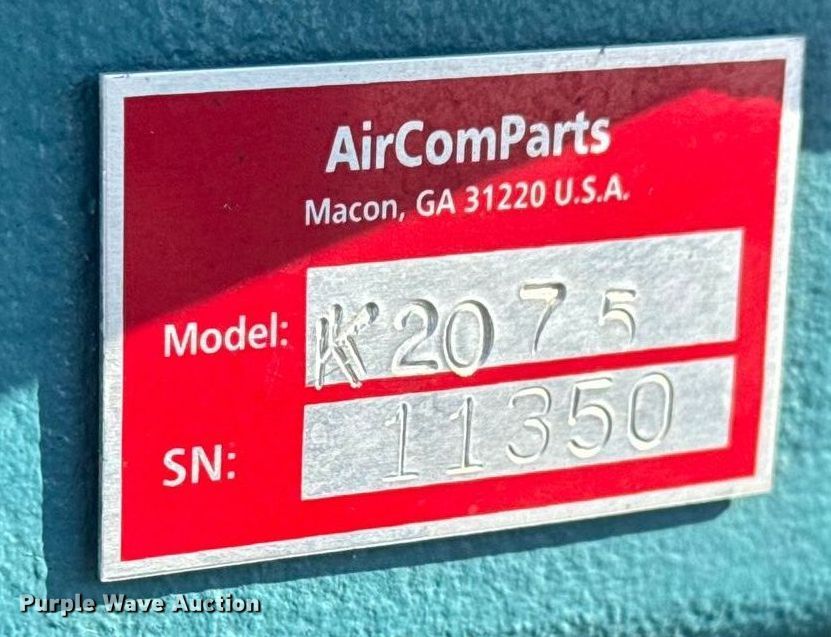 AirComParts
Macon, GA 31220 U.S.A.
Model: K2075
SN: 11350
Purple Wave Auction